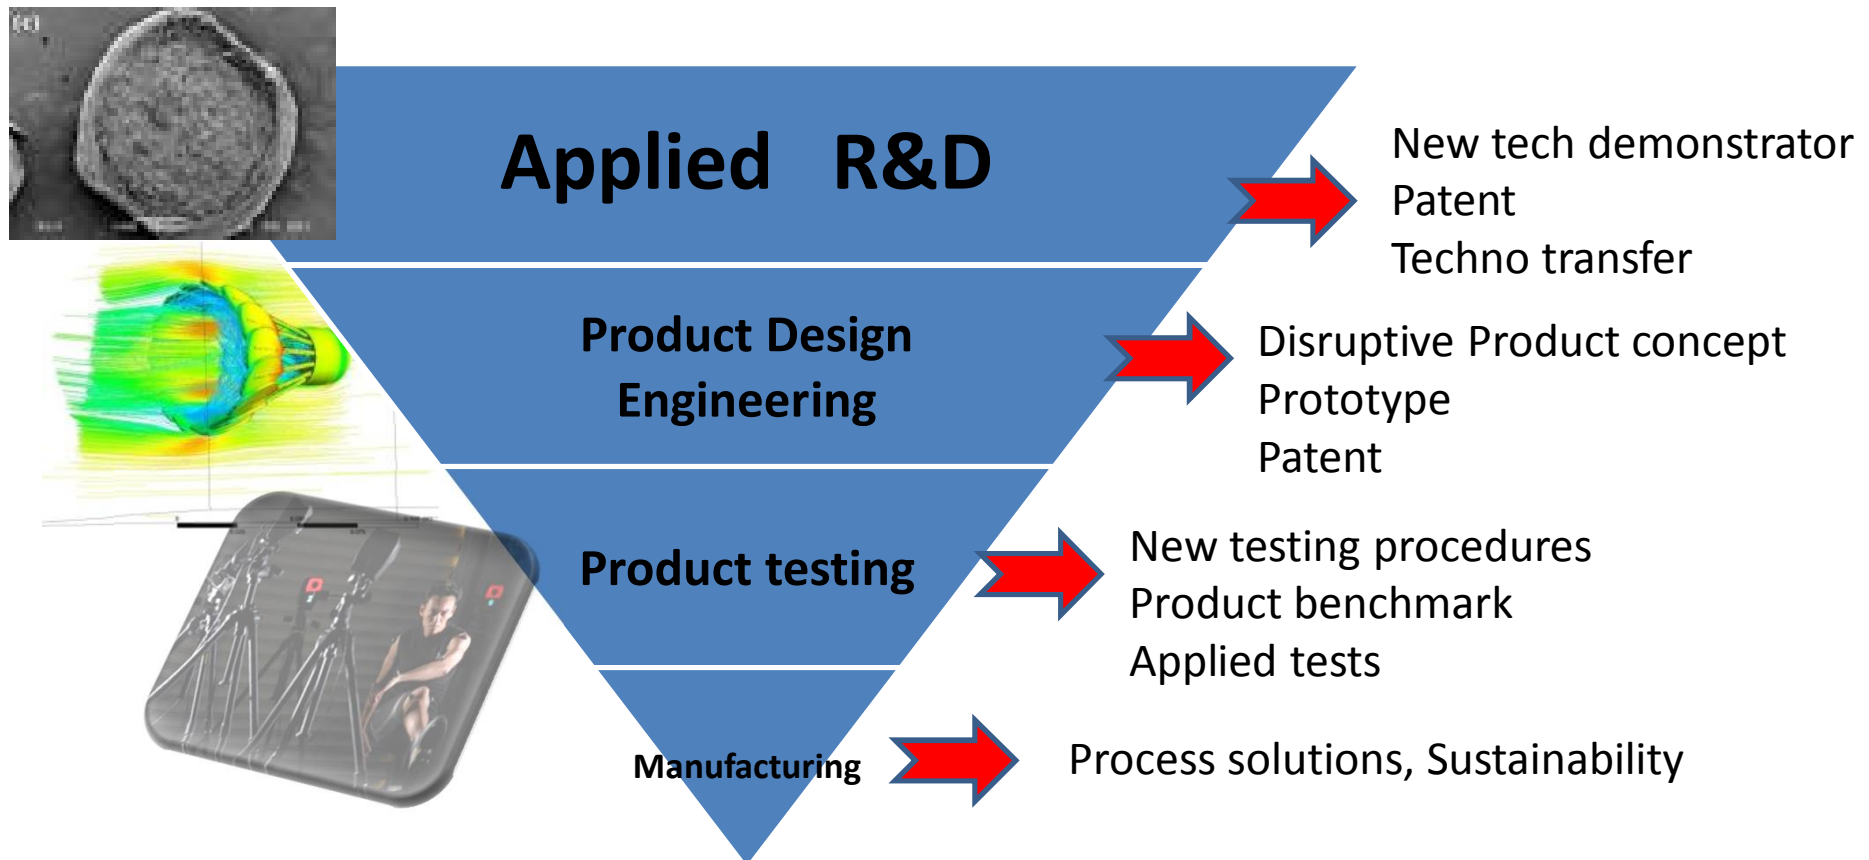 (c)
Applied R&D
New tech demonstrator
Patent
Techno transfer
Product Design
Engineering
Disruptive Product concept
Prototype
Patent
Product testing
New testing procedures
Product benchmark
Applied tests
Manufacturing
Process solutions, Sustainability